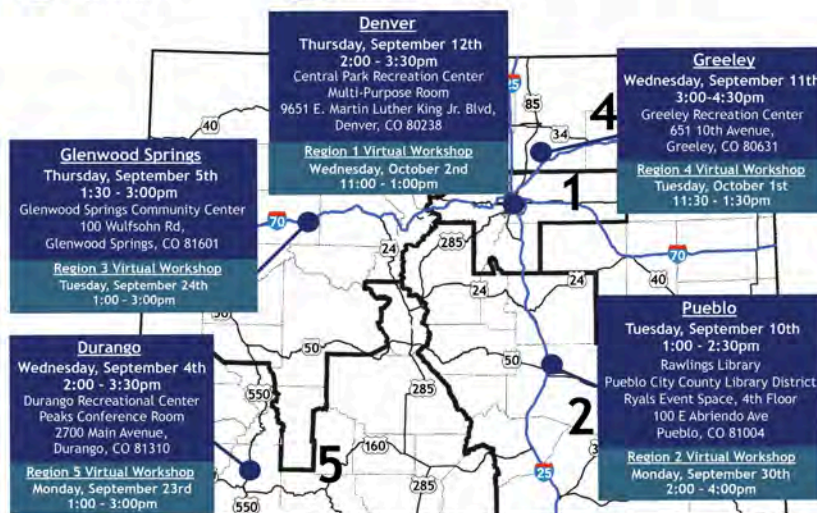 Denver
Thursday, September 12th
2:00 - 3:30pm
Central Park Recreation Center
Multi-Purpose Room
9651 E. Martin Luther King Jr. Blvd,
Denver, CO 80238
Region 1 Virtual Workshop
Wednesday, October 2nd
11:00 - 1:00pm
Greeley
Wednesday, September 11th
3:00-4:30pm
Greeley Recreation Center
651 10th Avenue,
Greeley, CO 80631
Region 4 Virtual Workshop
Tuesday, October 1st
11:30 - 1:30pm
Glenwood Springs
Thursday, September 5th
1:30 - 3:00pm
Glenwood Springs Community Center
100 Wulfsohn Rd,
Glenwood Springs, CO 81601
Region 3 Virtual Workshop
Tuesday, September 24th
1:00 - 3:00pm
Pueblo
Tuesday, September 10th
1:00 - 2:30pm
Rawlings Library
Pueblo City County Library District
Ryals Event Space, 4th Floor
100 E Abriendo Ave
Pueblo, CO 81004
Region 2 Virtual Workshop
Monday, September 30th
2:00 - 4:00pm
Durango
Wednesday, September 4th
2:00 - 3:30pm
Durango Recreational Center
Peaks Conference Room
2700 Main Avenue,
Durango, CO 81310
Region 5 Virtual Workshop
Monday, September 23rd
1:00 - 3:00pm
40
25
85
34
4
1
70
285
24
70
40
24
50
50
50
285
550
2
160
5
285
25
550